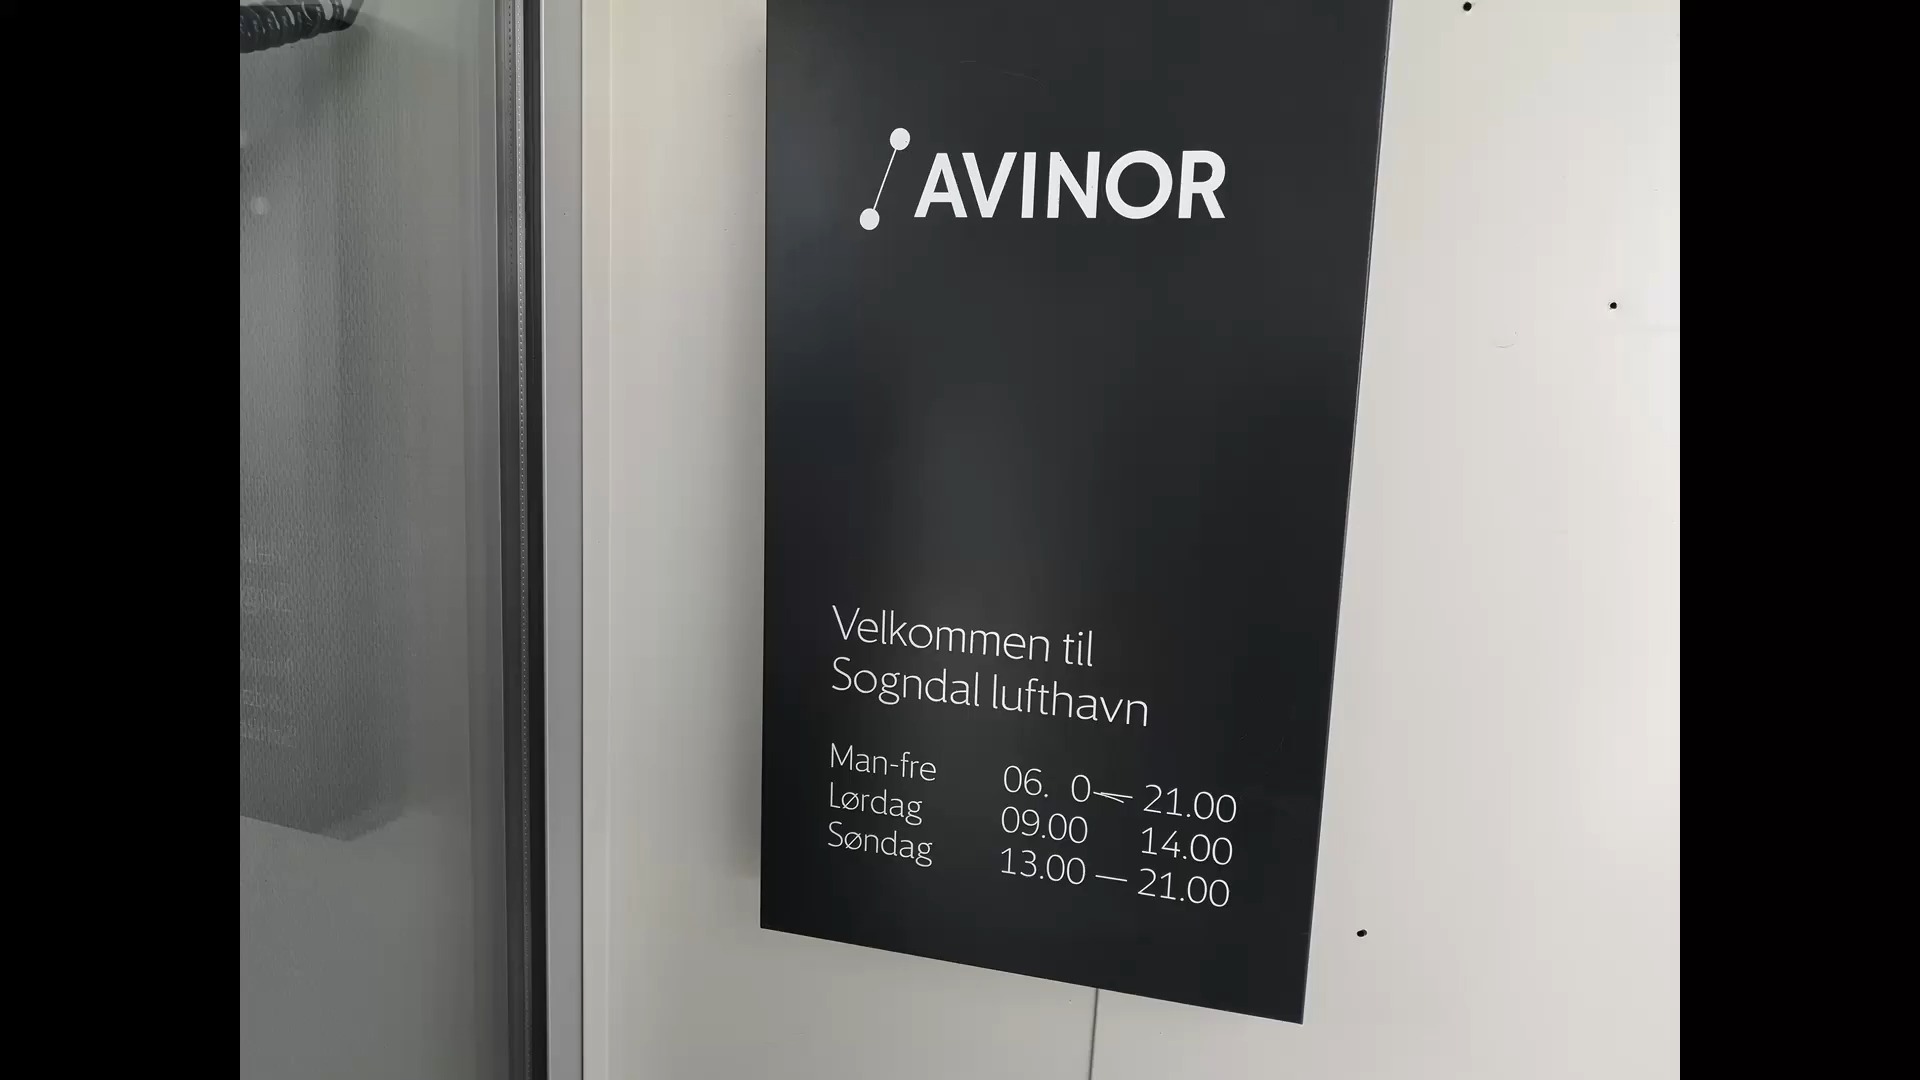 AVINOR
Velkommen til
Sogndal lufthavn
Man-fre 06. 0— 21.00
Lørdag 09.00 14.00
Søndag 13.00 — 21.00